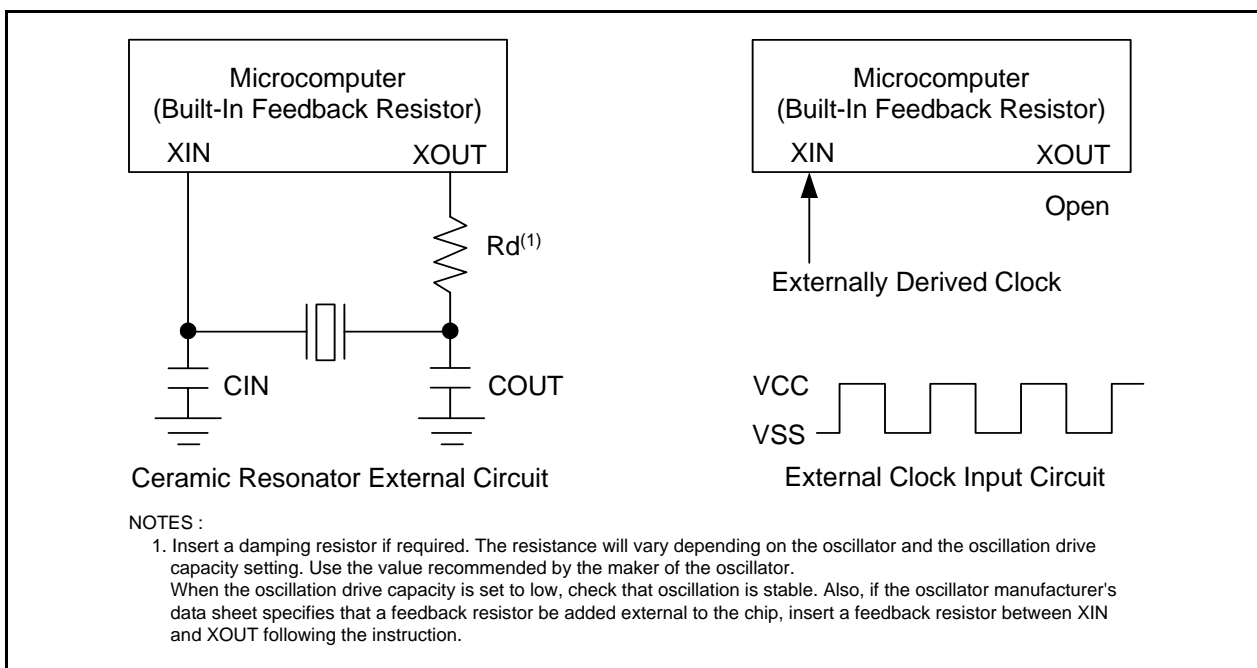 Microcomputer
(Built-In Feedback Resistor)
XIN
XOUT
Rd(1)
CIN
COUT
Ceramic Resonator External Circuit
Microcomputer
(Built-In Feedback Resistor)
XIN
XOUT
Open
Externally Derived Clock
VCC
VSS
External Clock Input Circuit
NOTES :
1. Insert a damping resistor if required. The resistance will vary depending on the oscillator and the oscillation drive
capacity setting. Use the value recommended by the maker of the oscillator.
When the oscillation drive capacity is set to low, check that oscillation is stable. Also, if the oscillator manufacturer's
data sheet specifies that a feedback resistor be added external to the chip, insert a feedback resistor between XIN
and XOUT following the instruction.